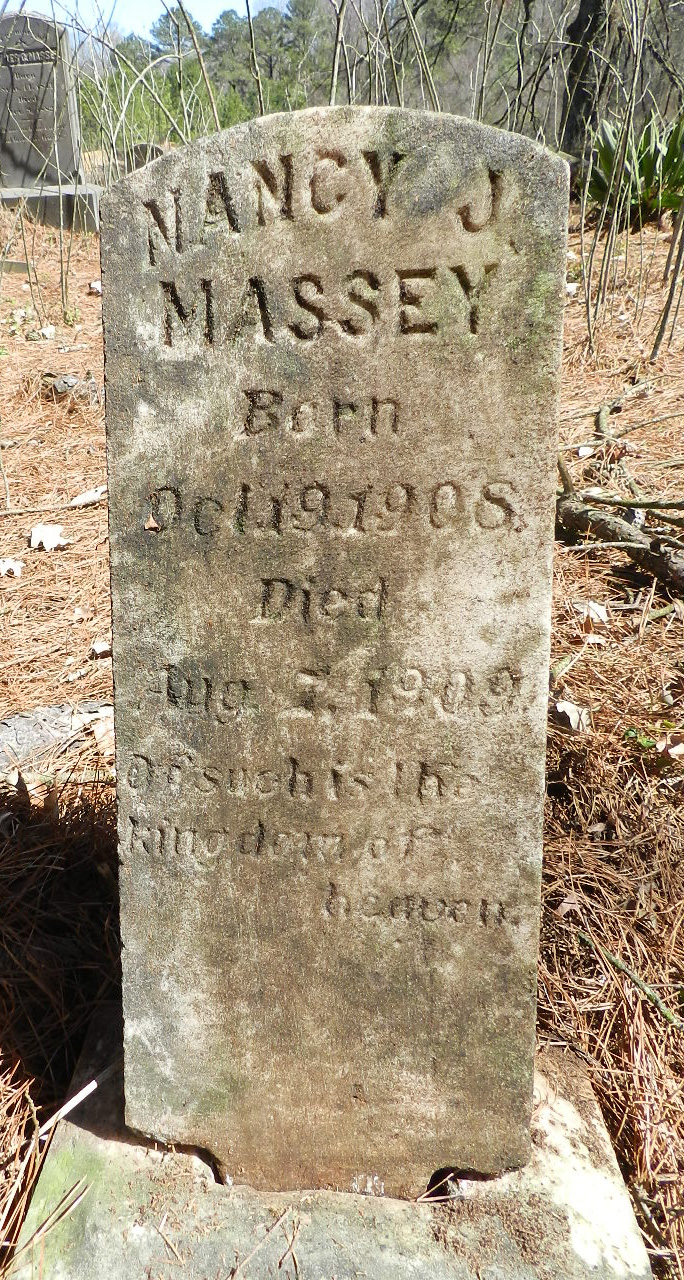 NANCY J.
MASSEY
Born
Oct. 19. 1908.
Died
Aug. 7. 1909.
Of such is the
kingdom of
heaven.